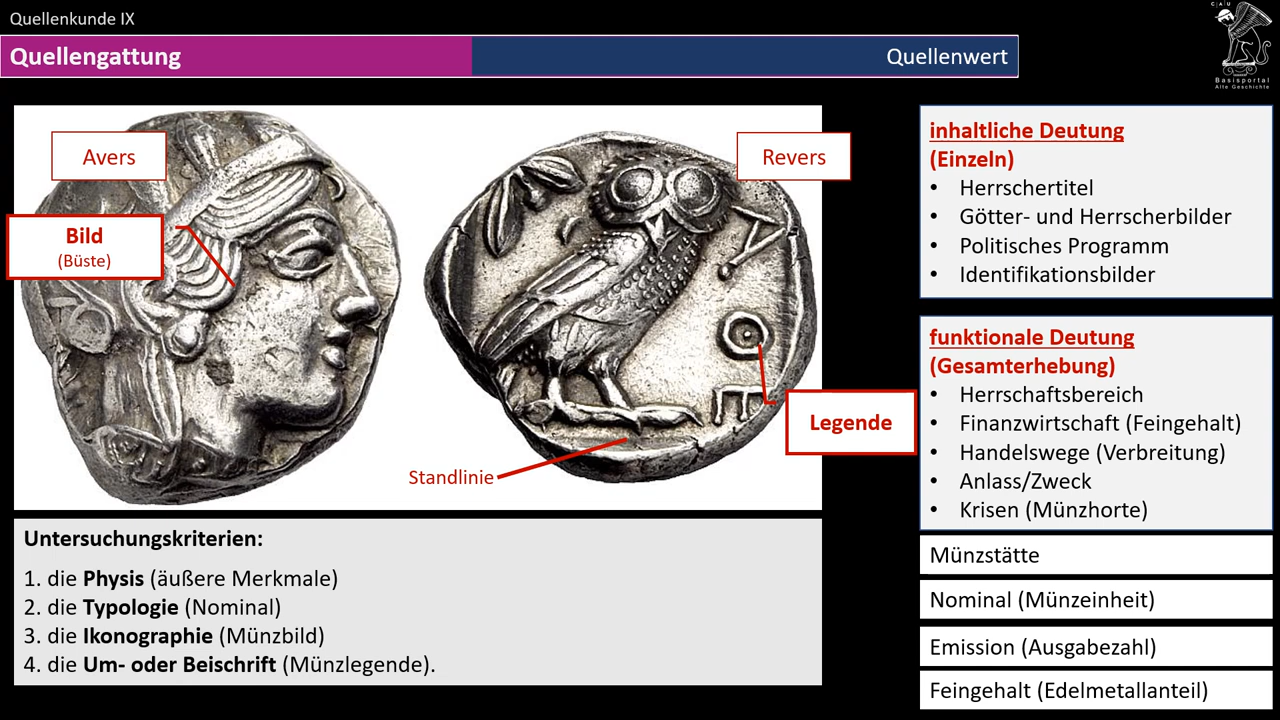 Quellenkunde IX
CAU
Basisportal
Alte Geschichte
Quellengattung
Quellenwert
Avers
Revers
Bild
(Büste)
ΑΘΕ
Legende
Standlinie
Untersuchungskriterien:
1. die Physis (äußere Merkmale)
2. die Typologie (Nominal)
3. die Ikonographie (Münzbild)
4. die Um- oder Beischrift (Münzlegende).
inhaltliche Deutung
(Einzeln)
• Herrschertitel
• Götter- und Herrscherbilder
• Politisches Programm
• Identifikationsbilder
funktionale Deutung
(Gesamterhebung)
• Herrschaftsbereich
• Finanzwirtschaft (Feingehalt)
• Handelswege (Verbreitung)
• Anlass/Zweck
• Krisen (Münzhorte)
Münzstätte
Nominal (Münzeinheit)
Emission (Ausgabezahl)
Feingehalt (Edelmetallanteil)